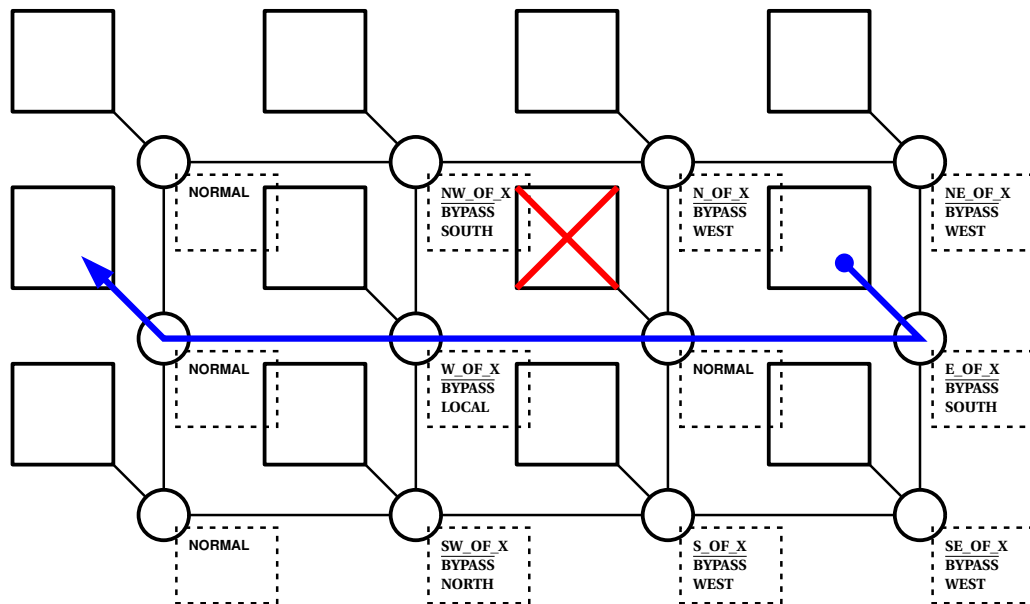 NORMAL
NW_OF_X
BYPASS
SOUTH
N_OF_X
BYPASS
WEST
NE_OF_X
BYPASS
WEST
NORMAL
W_OF_X
BYPASS
LOCAL
NORMAL
E_OF_X
BYPASS
SOUTH
NORMAL
SW_OF_X
BYPASS
NORTH
S_OF_X
BYPASS
WEST
SE_OF_X
BYPASS
WEST